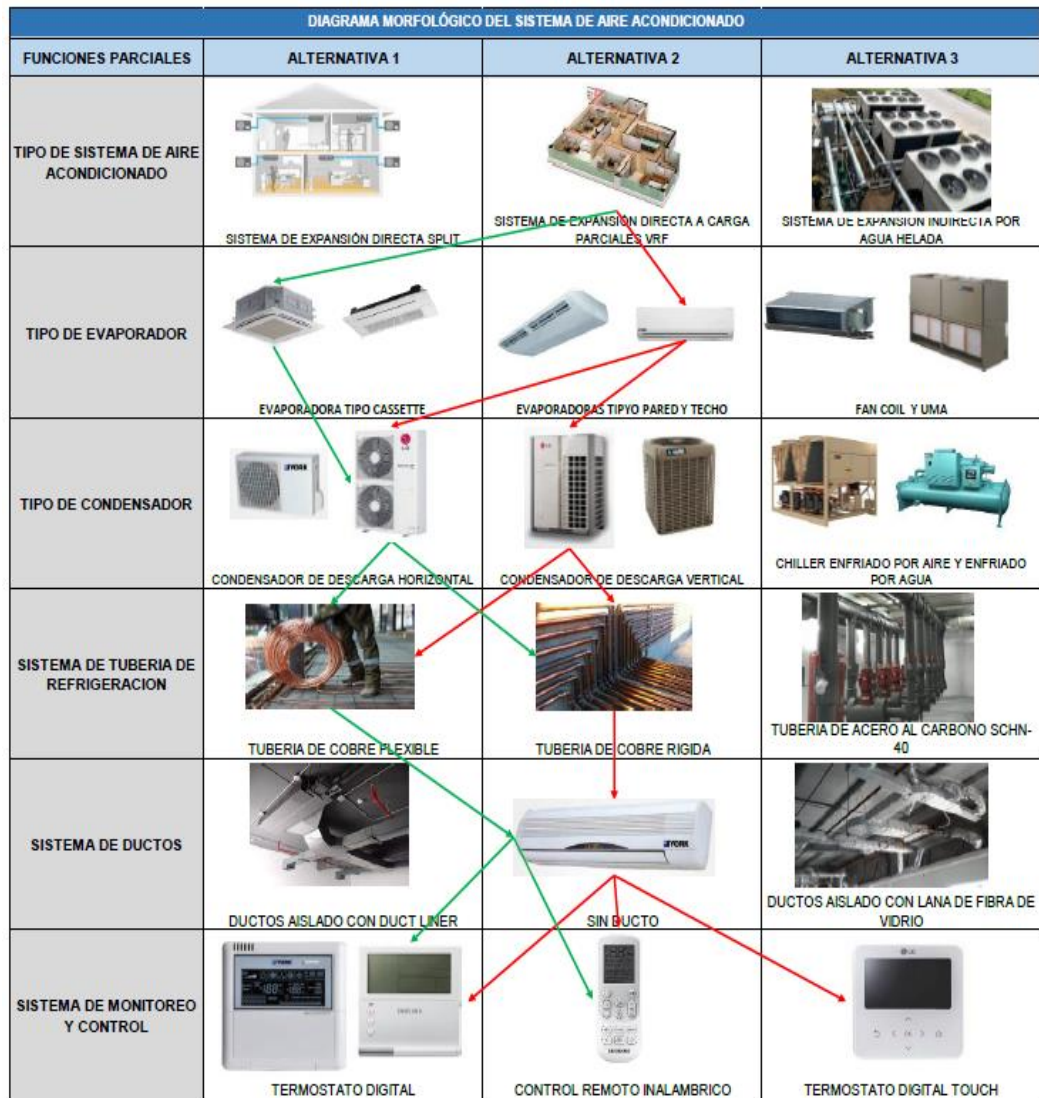 DIAGRAMA MORFOLÓGICO DEL SISTEMA DE AIRE ACONDICIONADO
FUNCIONES PARCIALES
ALTERNATIVA 1
ALTERNATIVA 2
ALTERNATIVA 3
TIPO DE SISTEMA DE AIRE
ACONDICIONADO
SISTEMA DE EXPANSIÓN DIRECTA SPLIT
SISTEMA DE EXPANSIÓN DIRECTA A CARGA
PARCIALES VRF
SISTEMA DE EXPANSIÓN INDIRECTA POR
AGUA HELADA
TIPO DE EVAPORADOR
EVAPORADORA TIPO CASSETTE
EVAPORADORAS TIPYO PARED Y TECHO
FAN COIL Y UMA
TIPO DE CONDENSADOR
YORK
LG
CONDENSADOR DE DESCARGA HORIZONTAL
CONDENSADOR DE DESCARGA VERTICAL
CHILLER ENFRIADO POR AIRE Y ENFRIADO
POR AGUA
SISTEMA DE TUBERIA DE
REFRIGERACION
TUBERIA DE COBRE FLEXIBLE
TUBERIA DE COBRE RIGIDA
TUBERIA DE ACERO AL CARBONO SCHN-
40
SISTEMA DE DUCTOS
YORK
DUCTOS AISLADO CON DUCT LINER
SIN DUCTO
DUCTOS AISLADO CON LANA DE FIBRA DE
VIDRIO
SISTEMA DE MONITOREO
Y CONTROL
YORK
LG
TERMOSTATO DIGITAL
CONTROL REMOTO INALAMBRICO
TERMOSTATO DIGITAL TOUCH